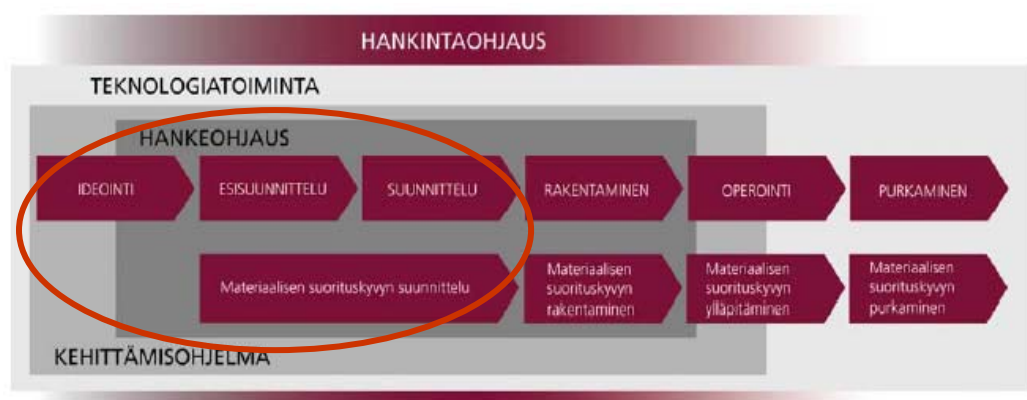 HANKINTAOHJAUS
TEKNOLOGIATOIMINTA
HANKEOHJAUS
IDEOINTI
ESISUUNNITTELU
SUUNNITTELU
RAKENTAMINEN
OPEROINTI
PURKAMINEN
Materiaalisen suorituskyvyn suunnittelu
Materiaalisen
suorituskyvyn
rakentaminen
Materiaalisen
suorituskyvyn
ylläpitäminen
Materiaalisen
suorituskyvyn
purkaminen
KEHITTÄMISOHJELMA